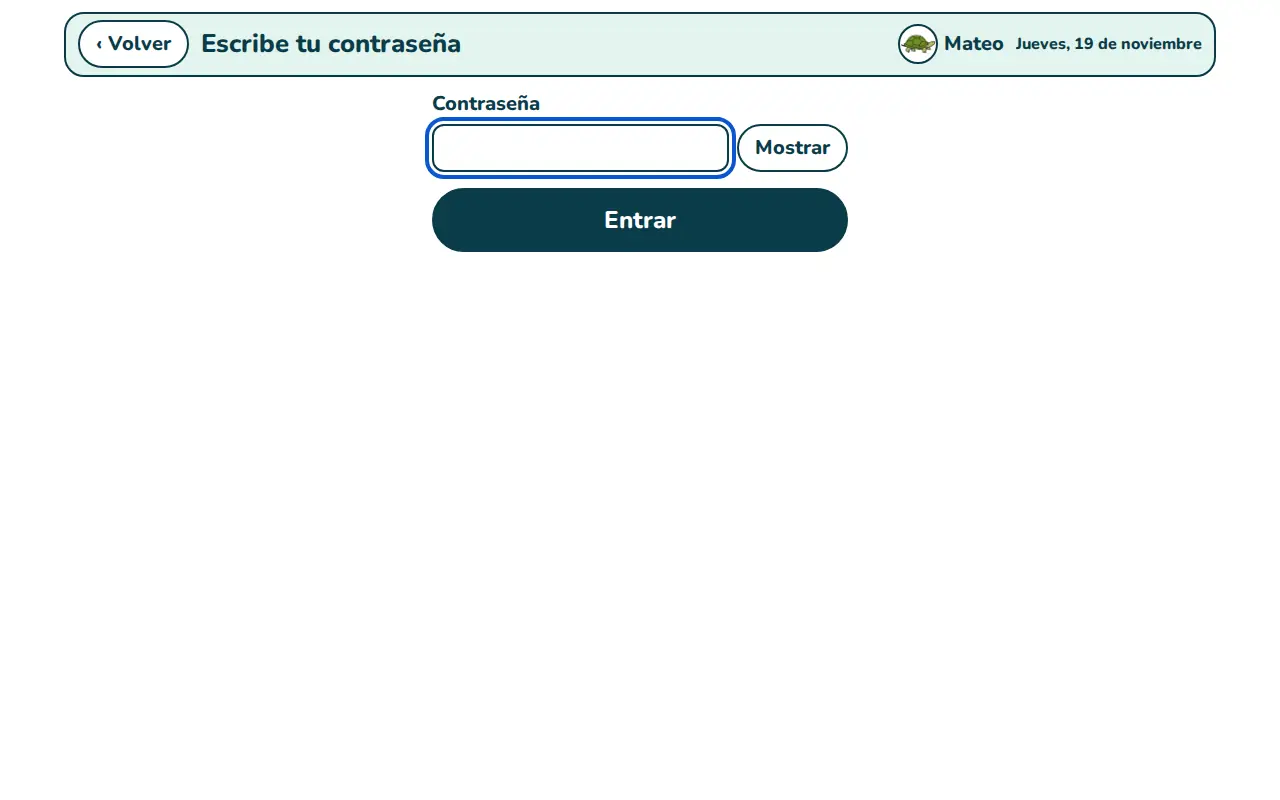 ‹ Volver
Escribe tu contraseña
Mateo
Jueves, 19 de noviembre
Contraseña
Mostrar
Entrar